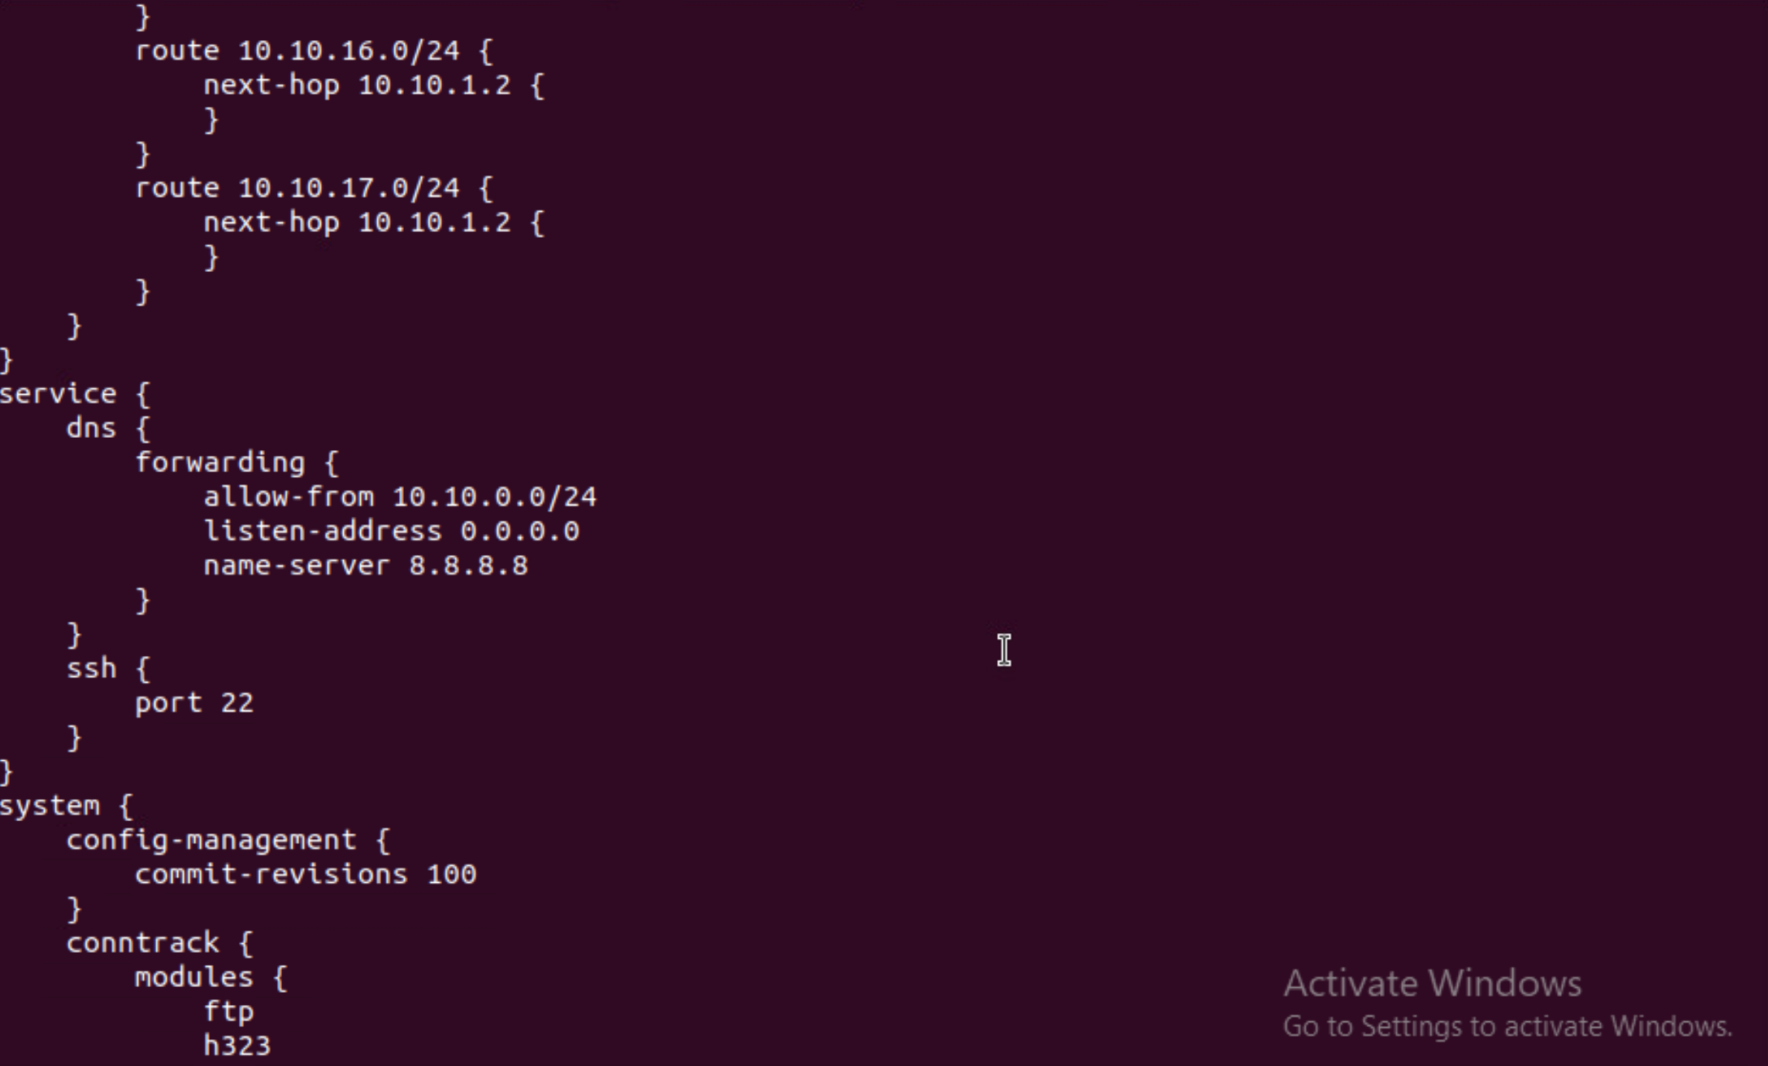 }
        route 10.10.16.0/24 {
            next-hop 10.10.1.2 {
            }
        }
        route 10.10.17.0/24 {
            next-hop 10.10.1.2 {
            }
        }
    }
}
service {
    dns {
        forwarding {
            allow-from 10.10.0.0/24
            listen-address 0.0.0.0
            name-server 8.8.8.8
        }
    }
    ssh {
        port 22
    }
}
system {
    config-management {
        commit-revisions 100
    }
    conntrack {
        modules {
            ftp
            h323
Activate Windows
Go to Settings to activate Windows.